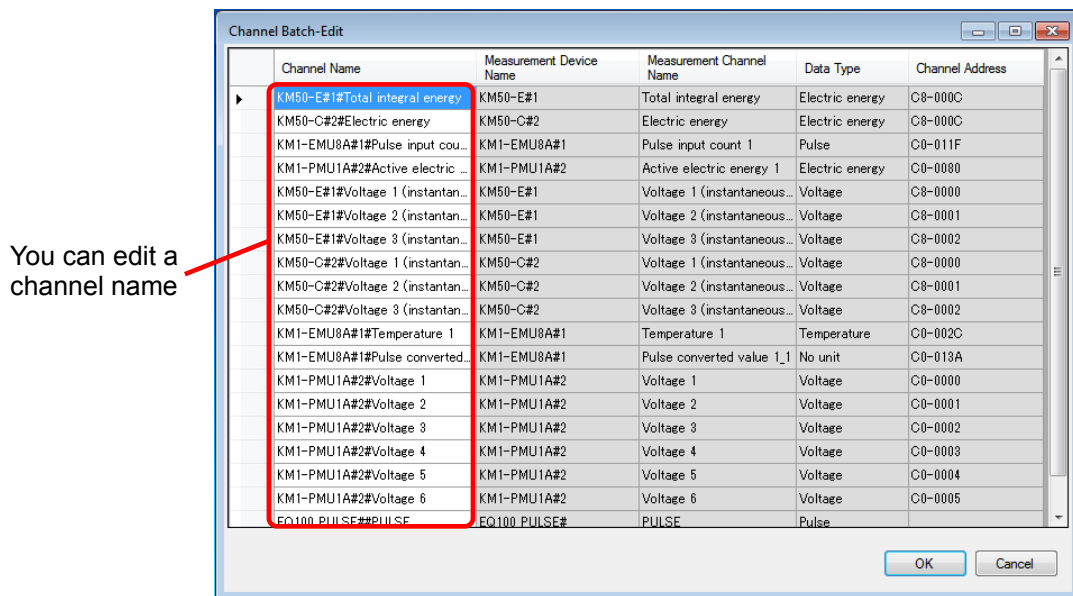 Channel Batch-Edit
Channel Name Measurement Device Name Measurement Channel Name Data Type Channel Address
KM50-E#1#Total integral energy KM50-E#1 Total integral energy Electric energy C8-000C
KM50-C#2#Electric energy KM50-C#2 Electric energy Electric energy C8-000C
KM1-EMU8A#1#Pulse input cou... KM1-EMU8A#1 Pulse input count 1 Pulse C0-011F
KM1-PMU1A#2#Active electric ... KM1-PMU1A#2 Active electric energy 1 Electric energy C0-0080
KM50-E#1#Voltage 1 (instantan... KM50-E#1 Voltage 1 (instantaneous... Voltage C8-0000
KM50-E#1#Voltage 2 (instantan... KM50-E#1 Voltage 2 (instantaneous... Voltage C8-0001
KM50-E#1#Voltage 3 (instantan... KM50-E#1 Voltage 3 (instantaneous... Voltage C8-0002
KM50-C#2#Voltage 1 (instantan... KM50-C#2 Voltage 1 (instantaneous... Voltage C8-0000
KM50-C#2#Voltage 2 (instantan... KM50-C#2 Voltage 2 (instantaneous... Voltage C8-0001
KM50-C#2#Voltage 3 (instantan... KM50-C#2 Voltage 3 (instantaneous... Voltage C8-0002
KM1-EMU8A#1#Temperature 1 KM1-EMU8A#1 Temperature 1 Temperature C0-002C
KM1-EMU8A#1#Pulse converted... KM1-EMU8A#1 Pulse converted value 1_1 No unit C0-013A
KM1-PMU1A#2#Voltage 1 KM1-PMU1A#2 Voltage 1 Voltage C0-0000
KM1-PMU1A#2#Voltage 2 KM1-PMU1A#2 Voltage 2 Voltage C0-0001
KM1-PMU1A#2#Voltage 3 KM1-PMU1A#2 Voltage 3 Voltage C0-0002
KM1-PMU1A#2#Voltage 4 KM1-PMU1A#2 Voltage 4 Voltage C0-0003
KM1-PMU1A#2#Voltage 5 KM1-PMU1A#2 Voltage 5 Voltage C0-0004
KM1-PMU1A#2#Voltage 6 KM1-PMU1A#2 Voltage 6 Voltage C0-0005
EQ100 PULSE##PULSE EQ100 PULSE# PULSE Pulse
You can edit a
channel name
OK Cancel